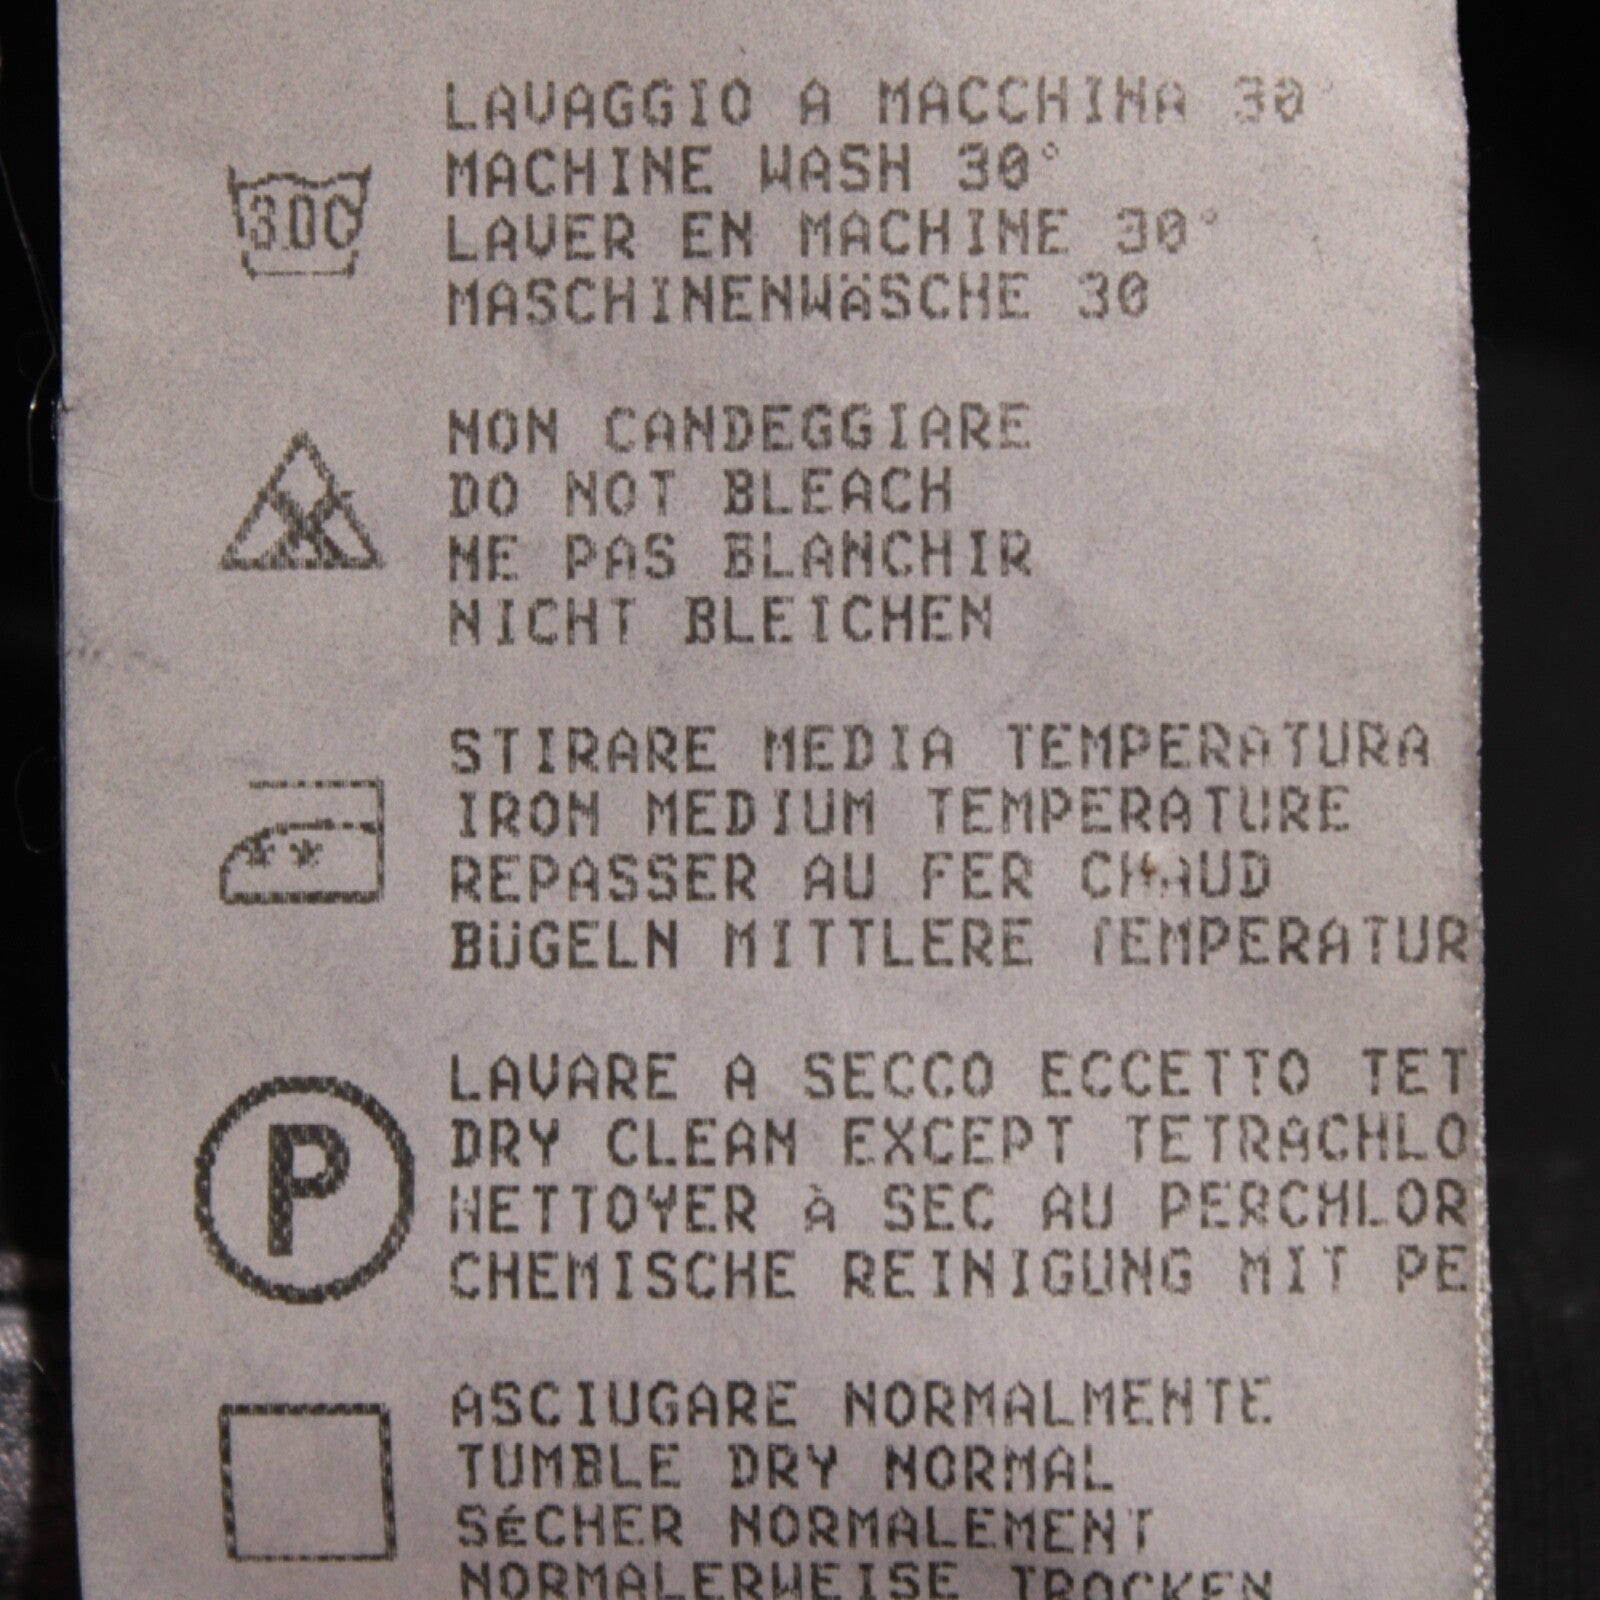 LAVAGGIO A MACCHINA 30°
MACHINE WASH 30°
30C
LAVER EN MACHINE 30°
MASCHINENWÄSCHE 30
NON CANDEGGIARE
DO NOT BLEACH
NE PAS BLANCHIR
NICHT BLEICHEN
STIRARE MEDIA TEMPERATURA
IRON MEDIUM TEMPERATURE
REPASSER AU FER CHAUD
BÜGELN MITTLERE TEMPERATUR
LAVARE A SECCO ECCETTO TET
DRY CLEAN EXCEPT TETRACHLO
P
NETTOYER À SEC AU PERCHLOR
CHEMISCHE REINIGUNG MIT PE
ASCIUGARE NORMALMENTE
TUMBLE DRY NORMAL
SÉCHER NORMALEMENT
NORMALERWEISE TROCKEN